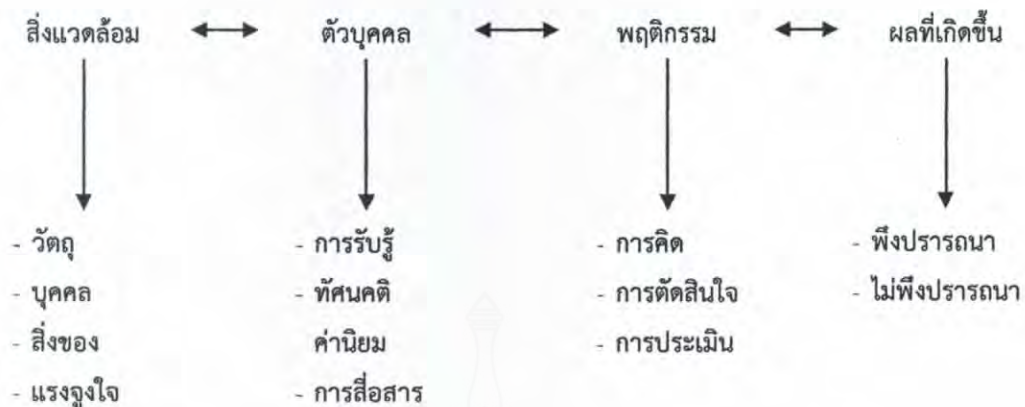 สิ่งแวดล้อม ตัวบุคคล พฤติกรรม ผลที่เกิดขึ้น
- วัตถุ - การรับรู้ - การคิด - พึงปรารถนา
- บุคคล - ทัศนคติ - การตัดสินใจ - ไม่พึงปรารถนา
- สิ่งของ ค่านิยม - การประเมิน
- แรงจูงใจ - การสื่อสาร